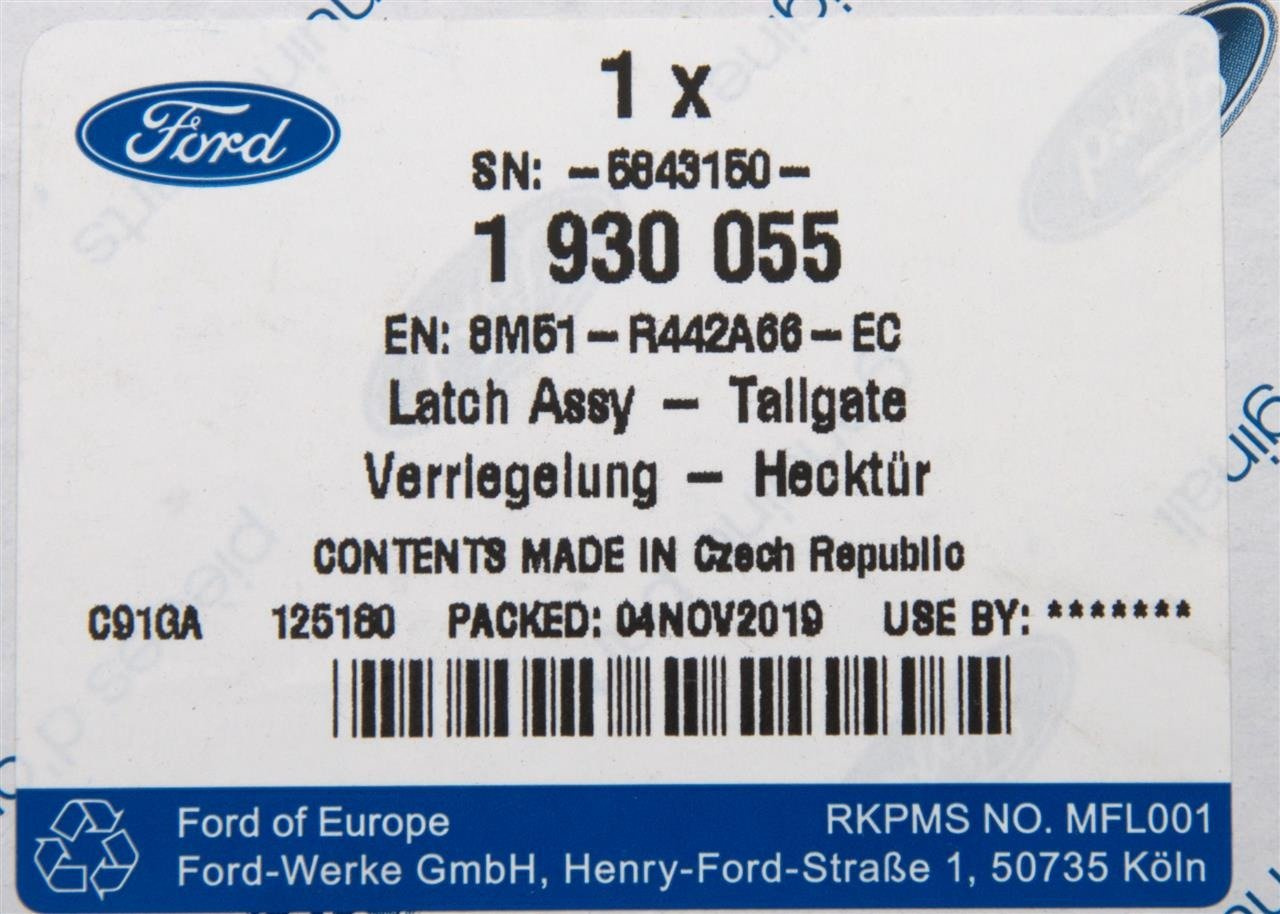 Ford
1 x
SN: -5843150-
1 930 055
EN: 8M51-R442A66-EC
Latch Assy - Tailgate
Verriegelung - Hecktür
CONTENTS MADE IN Czech Republic
C91GA 125180 PACKED: 04NOV2019 USE BY: *******
Ford of Europe
RKPMS NO. MFL001
Ford-Werke GmbH, Henry-Ford-Straße 1, 50735 Köln